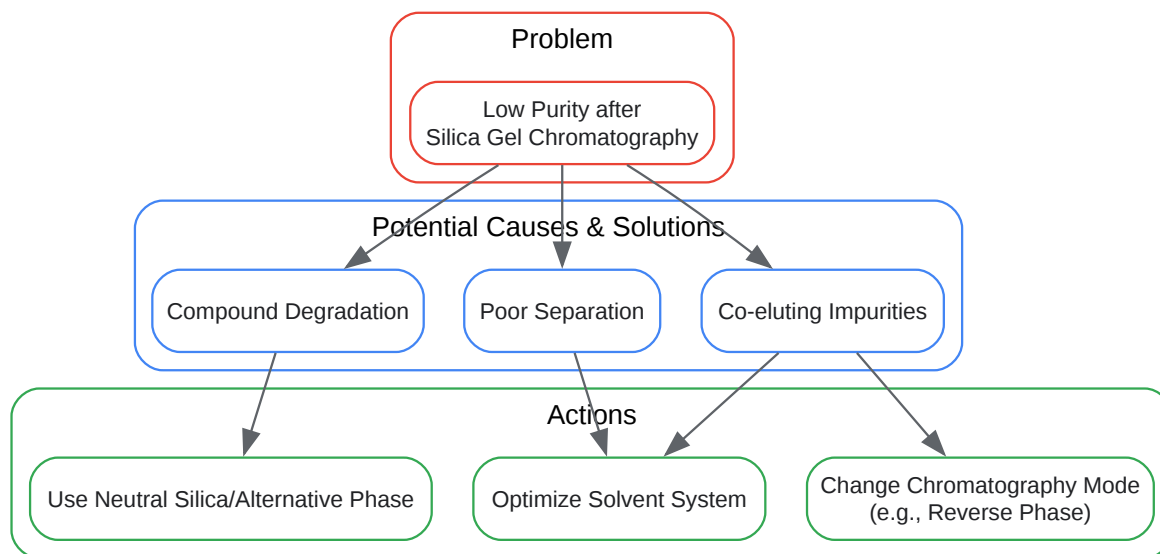 Problem
Low Purity after
Silica Gel Chromatography
Potential Causes & Solutions
Compound Degradation
Poor Separation
Co-eluting Impurities
Actions
Use Neutral Silica/Alternative Phase
Optimize Solvent System
Change Chromatography Mode
(e.g., Reverse Phase)